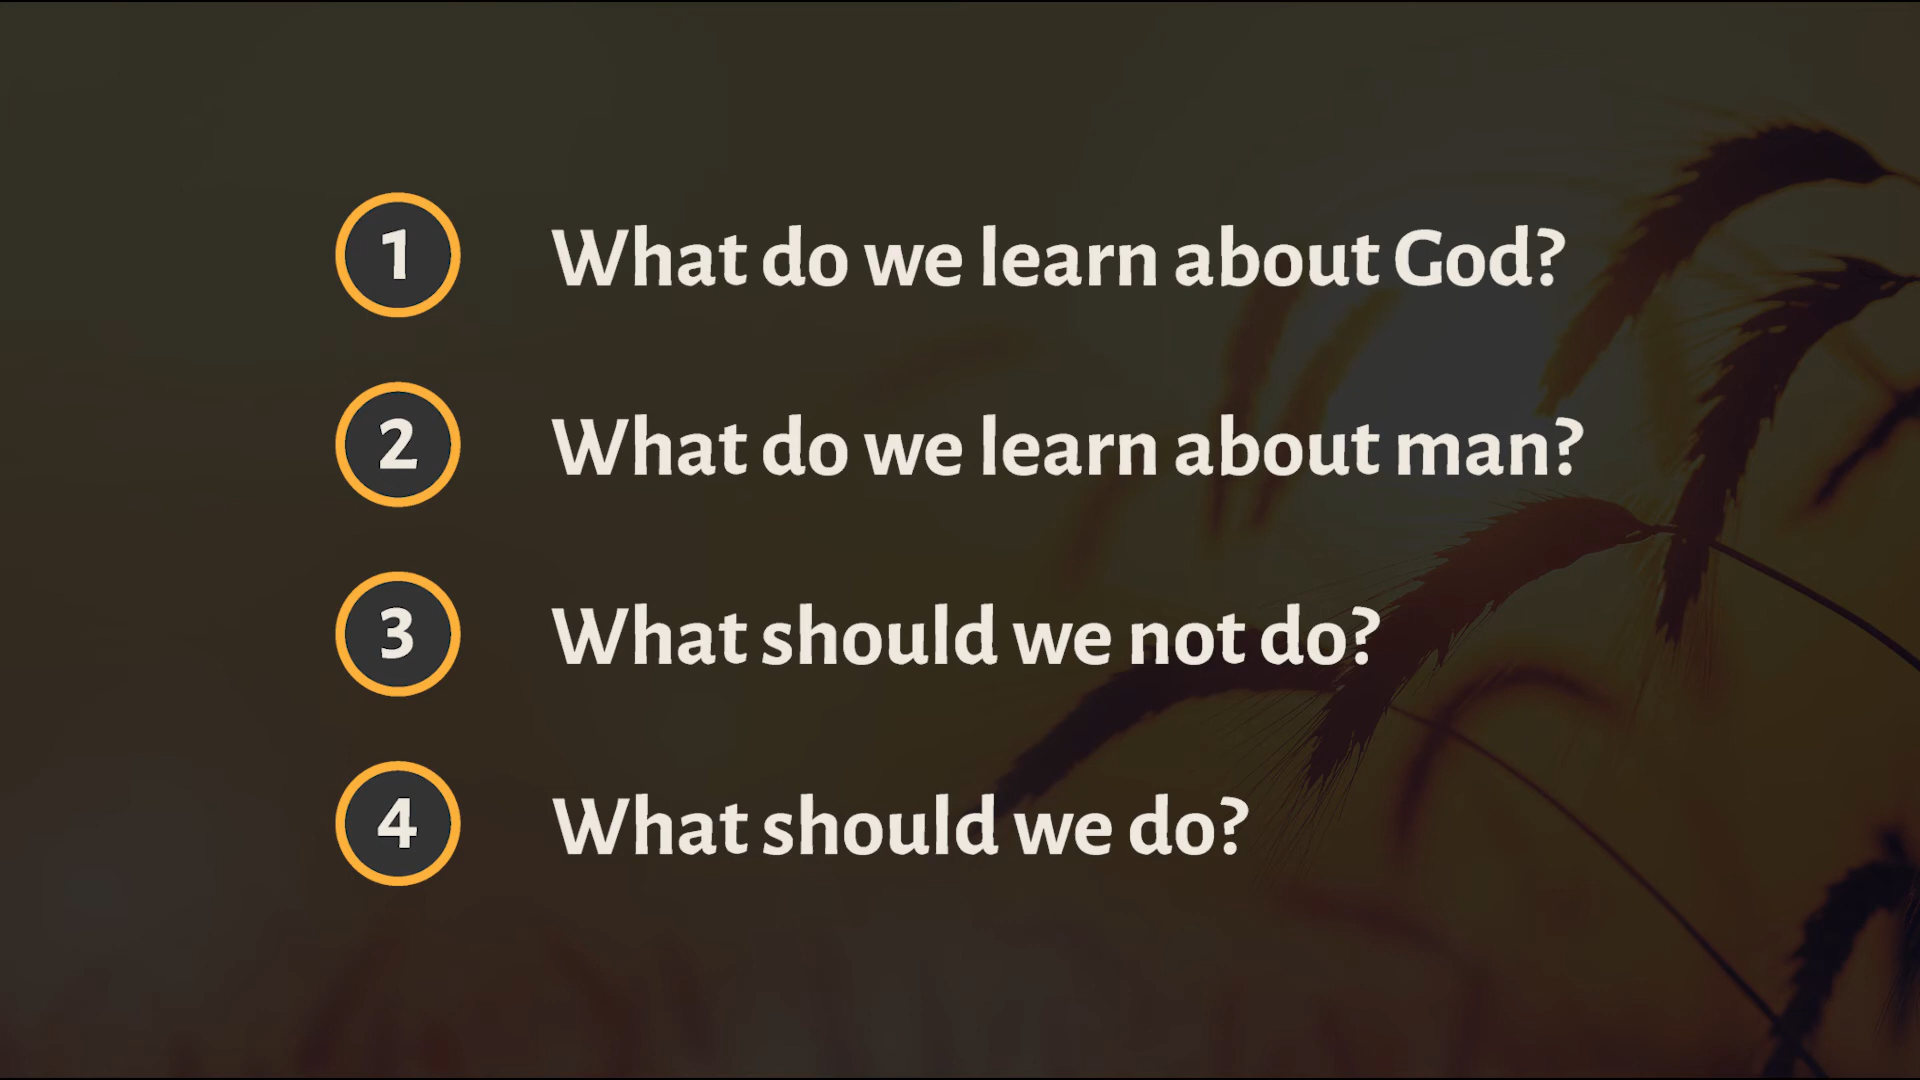 1 What do we learn about God?
2 What do we learn about man?
3 What should we not do?
4 What should we do?